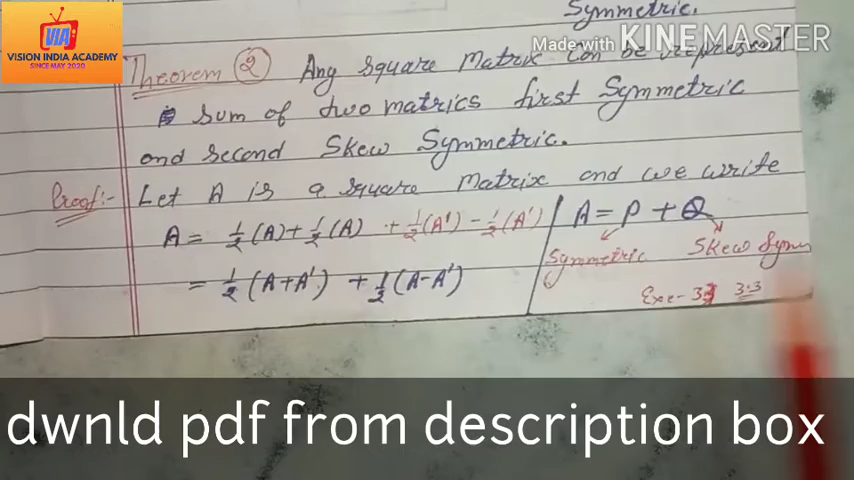 Symmetric.
Made with KINEMASTER
VIA
VISION INDIA ACADEMY
SINCE MAY 2020
Theorem 2 Any square Matrix can be represent
sum of two matrics first Symmetric
and second Skew Symmetric.
Proof:- Let A is a square Matrix and we write
A = 1/2(A) + 1/2(A) + 1/2(A') - 1/2(A') A = P + Q
Symmetric Skew Symm
= 1/2(A+A') + 1/2(A-A')
Exe- 3.3
dwnld pdf from description box